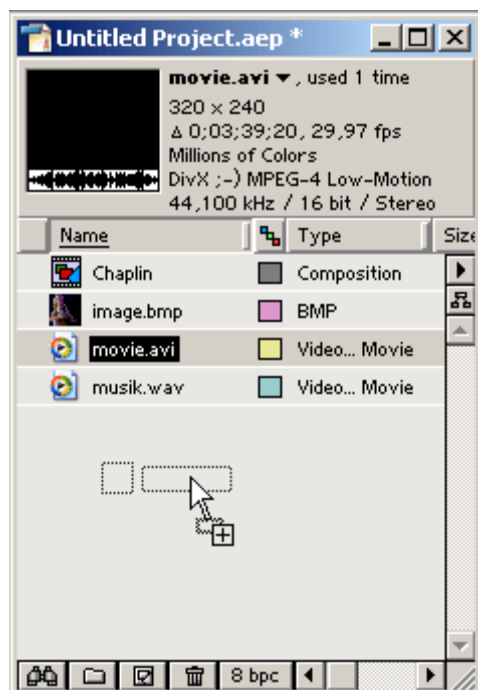 Untitled Project.aep *
movie.avi ▼, used 1 time
320 x 240
Δ 0;03;39;20, 29,97 fps
Millions of Colors
DivX ;-) MPEG-4 Low-Motion
44,100 kHz / 16 bit / Stereo
Name Type Size
Chaplin Composition
image.bmp BMP
movie.avi Video... Movie
musik.wav Video... Movie
8 bpc